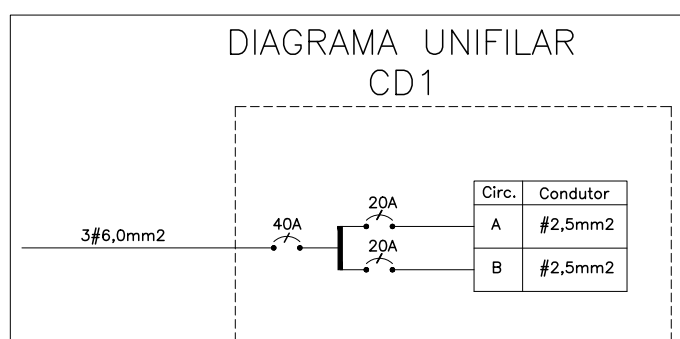 DIAGRAMA UNIFILAR
CD1
3#6,0mm2
40A
20A
20A
Circ. Condutor
A #2,5mm2
B #2,5mm2